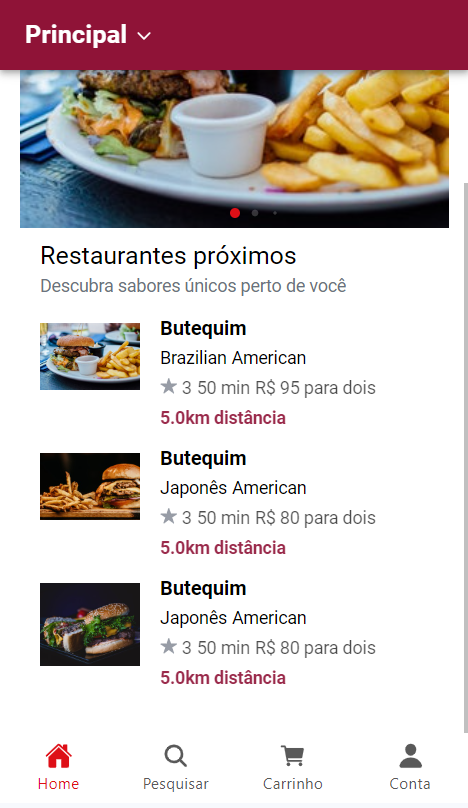 Principal
Restaurantes próximos
Descubra sabores únicos perto de você
Butequim
Brazilian American
★ 3 50 min R$ 95 para dois
5.0km distância
Butequim
Japonês American
★ 3 50 min R$ 80 para dois
5.0km distância
Butequim
Japonês American
★ 3 50 min R$ 80 para dois
5.0km distância
Home Pesquisar Carrinho Conta